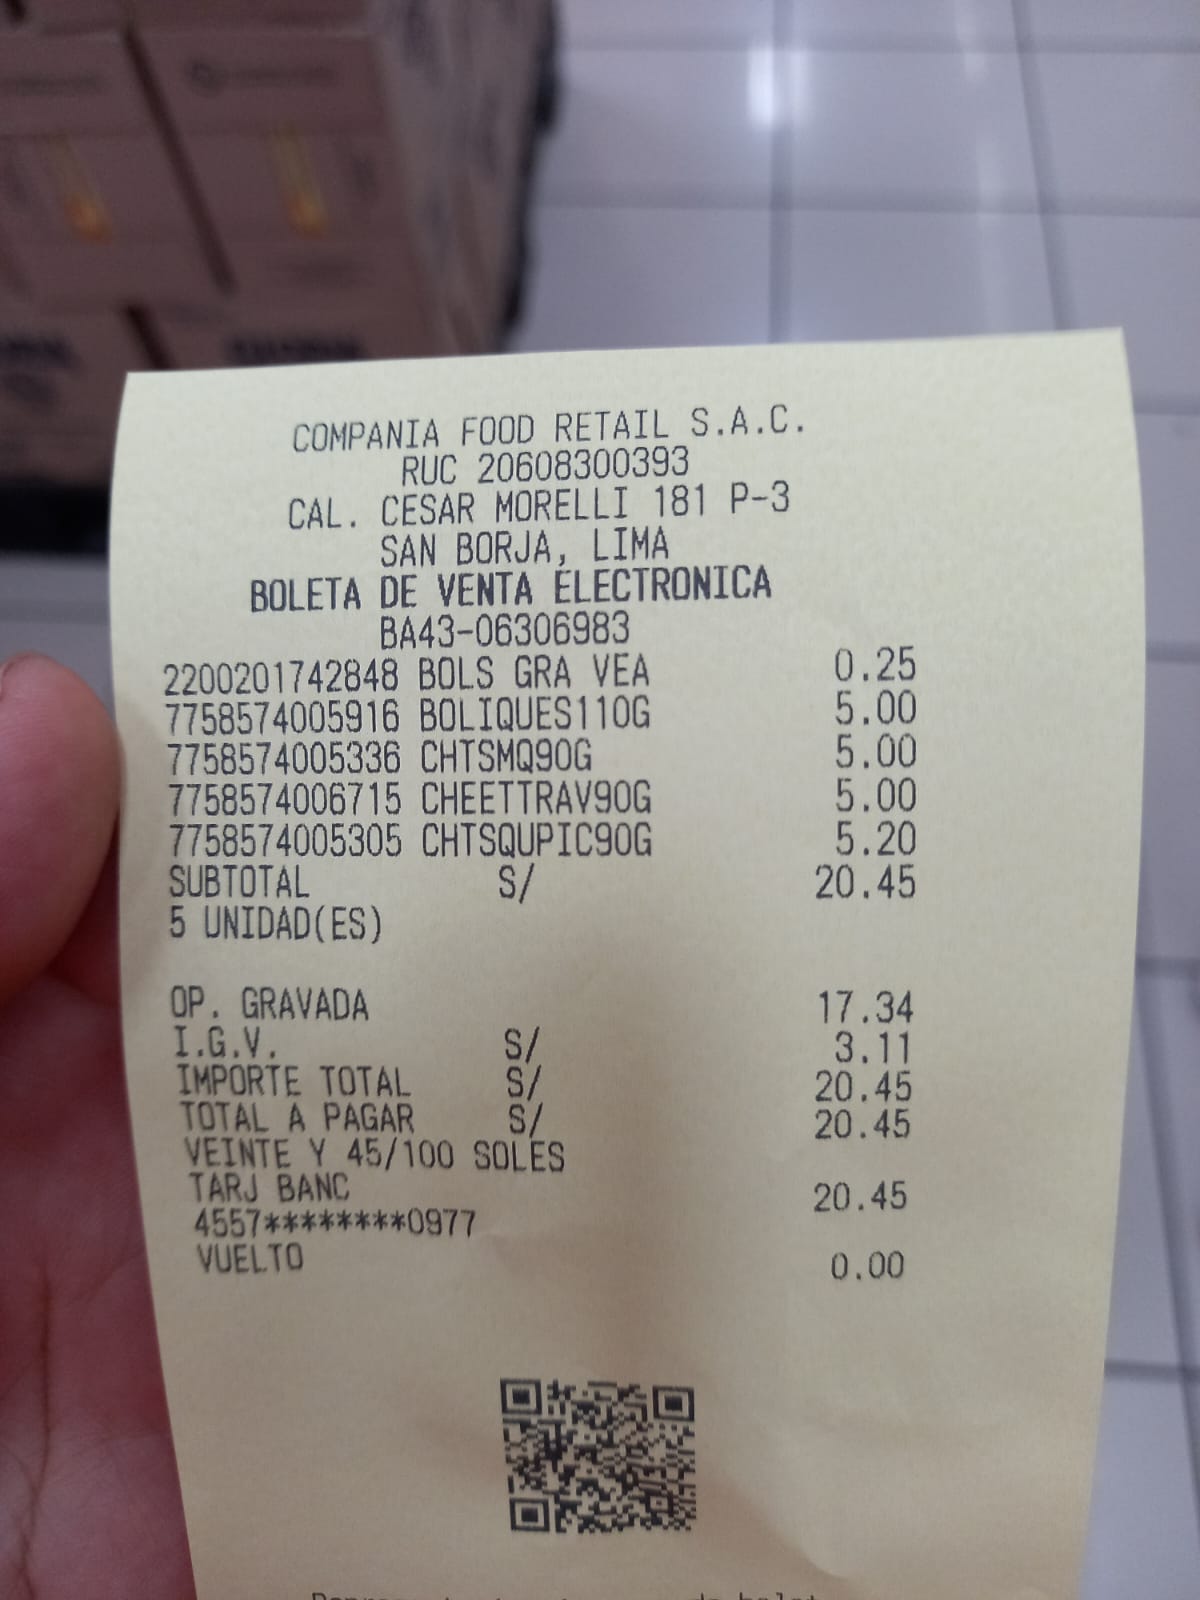 COMPANIA FOOD RETAIL S.A.C.
RUC 20608300393
CAL. CESAR MORELLI 181 P-3
SAN BORJA, LIMA
BOLETA DE VENTA ELECTRONICA
BA43-06306983
2200201742848 BOLS GRA VEA 0.25
7758574005916 BOLIQUES110G 5.00
7758574005336 CHTSMQ90G 5.00
7758574006715 CHEETTRAV90G 5.00
7758574005305 CHTSQUPIC90G 5.20
SUBTOTAL S/ 20.45
5 UNIDAD(ES)
OP. GRAVADA 17.34
I.G.V. S/ 3.11
IMPORTE TOTAL S/ 20.45
TOTAL A PAGAR S/ 20.45
VEINTE Y 45/100 SOLES
TARJ BANC 20.45
4557********0977
VUELTO 0.00